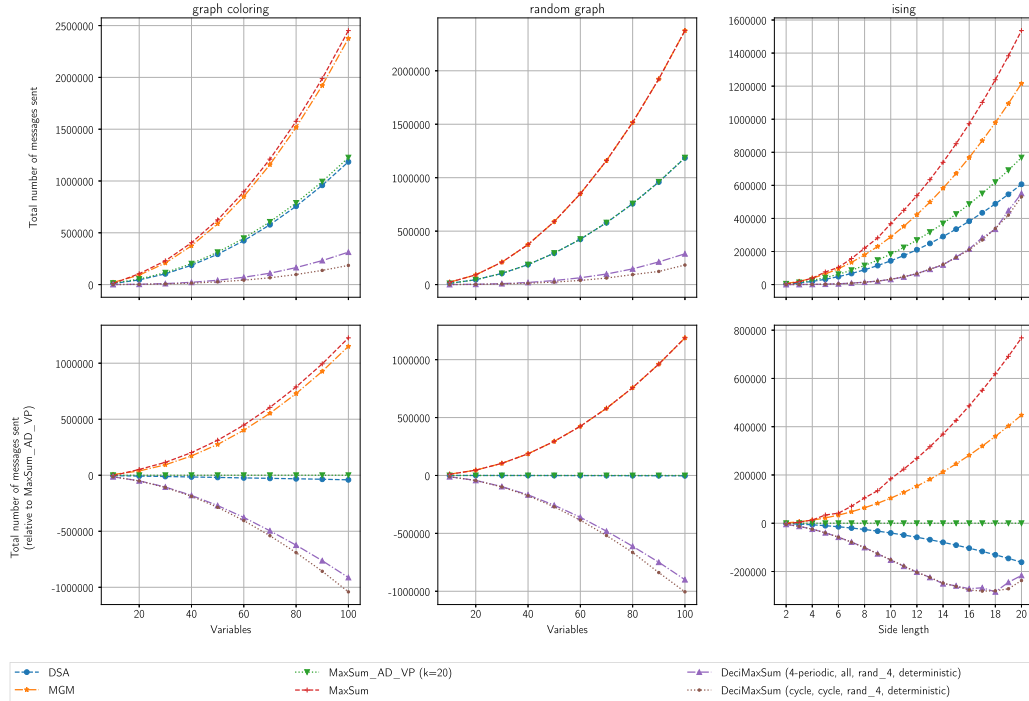 graph coloring
random graph
ising
Total number of messages sent
2500000
2000000
1500000
1000000
500000
0
2000000
1500000
1000000
500000
0
1600000
1400000
1200000
1000000
800000
600000
400000
200000
0
Total number of messages sent
(relative to MaxSum_AD_VP)
1000000
500000
0
-500000
-1000000
1000000
500000
0
-500000
-1000000
800000
600000
400000
200000
0
-200000
20 40 60 80 100
20 40 60 80 100
2 4 6 8 10 12 14 16 18 20
Variables
Variables
Side length
DSA
MGM
MaxSum_AD_VP (k=20)
MaxSum
DeciMaxSum (4-periodic, all, rand_4, deterministic)
DeciMaxSum (cycle, cycle, rand_4, deterministic)